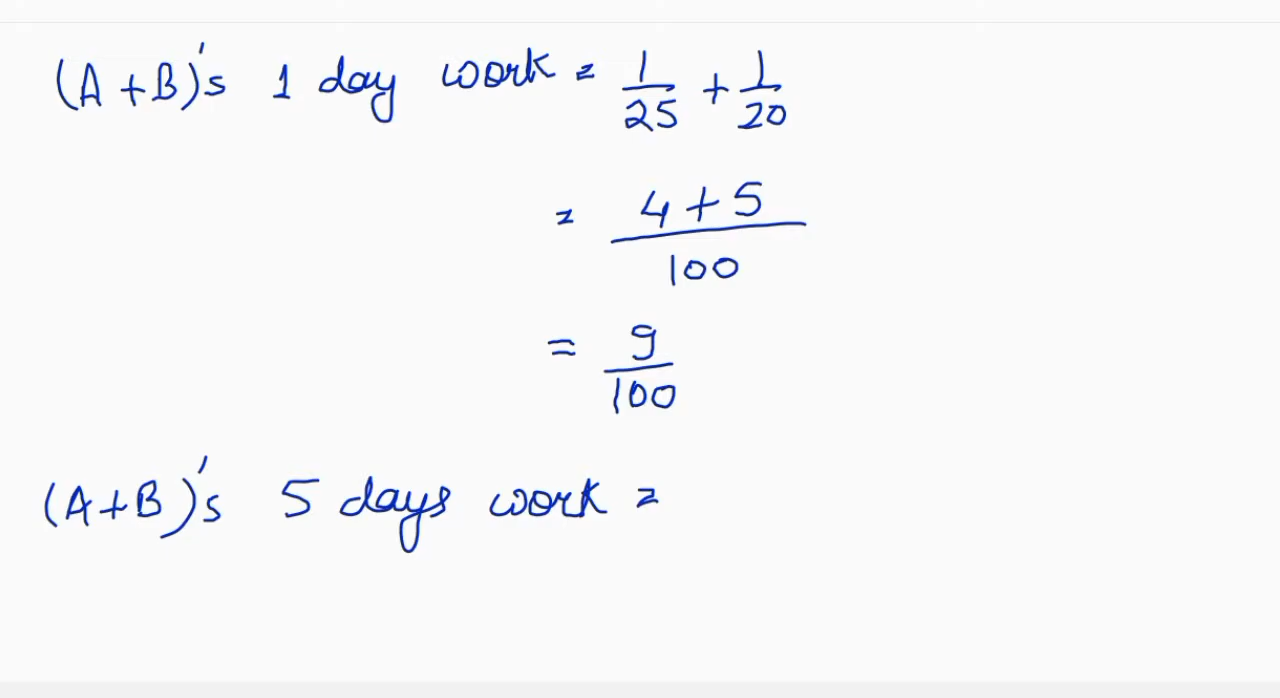 (A+B)'s 1 day work = 1/25 + 1/20
= 4+5/100
= 9/100
(A+B)'s 5 days work =